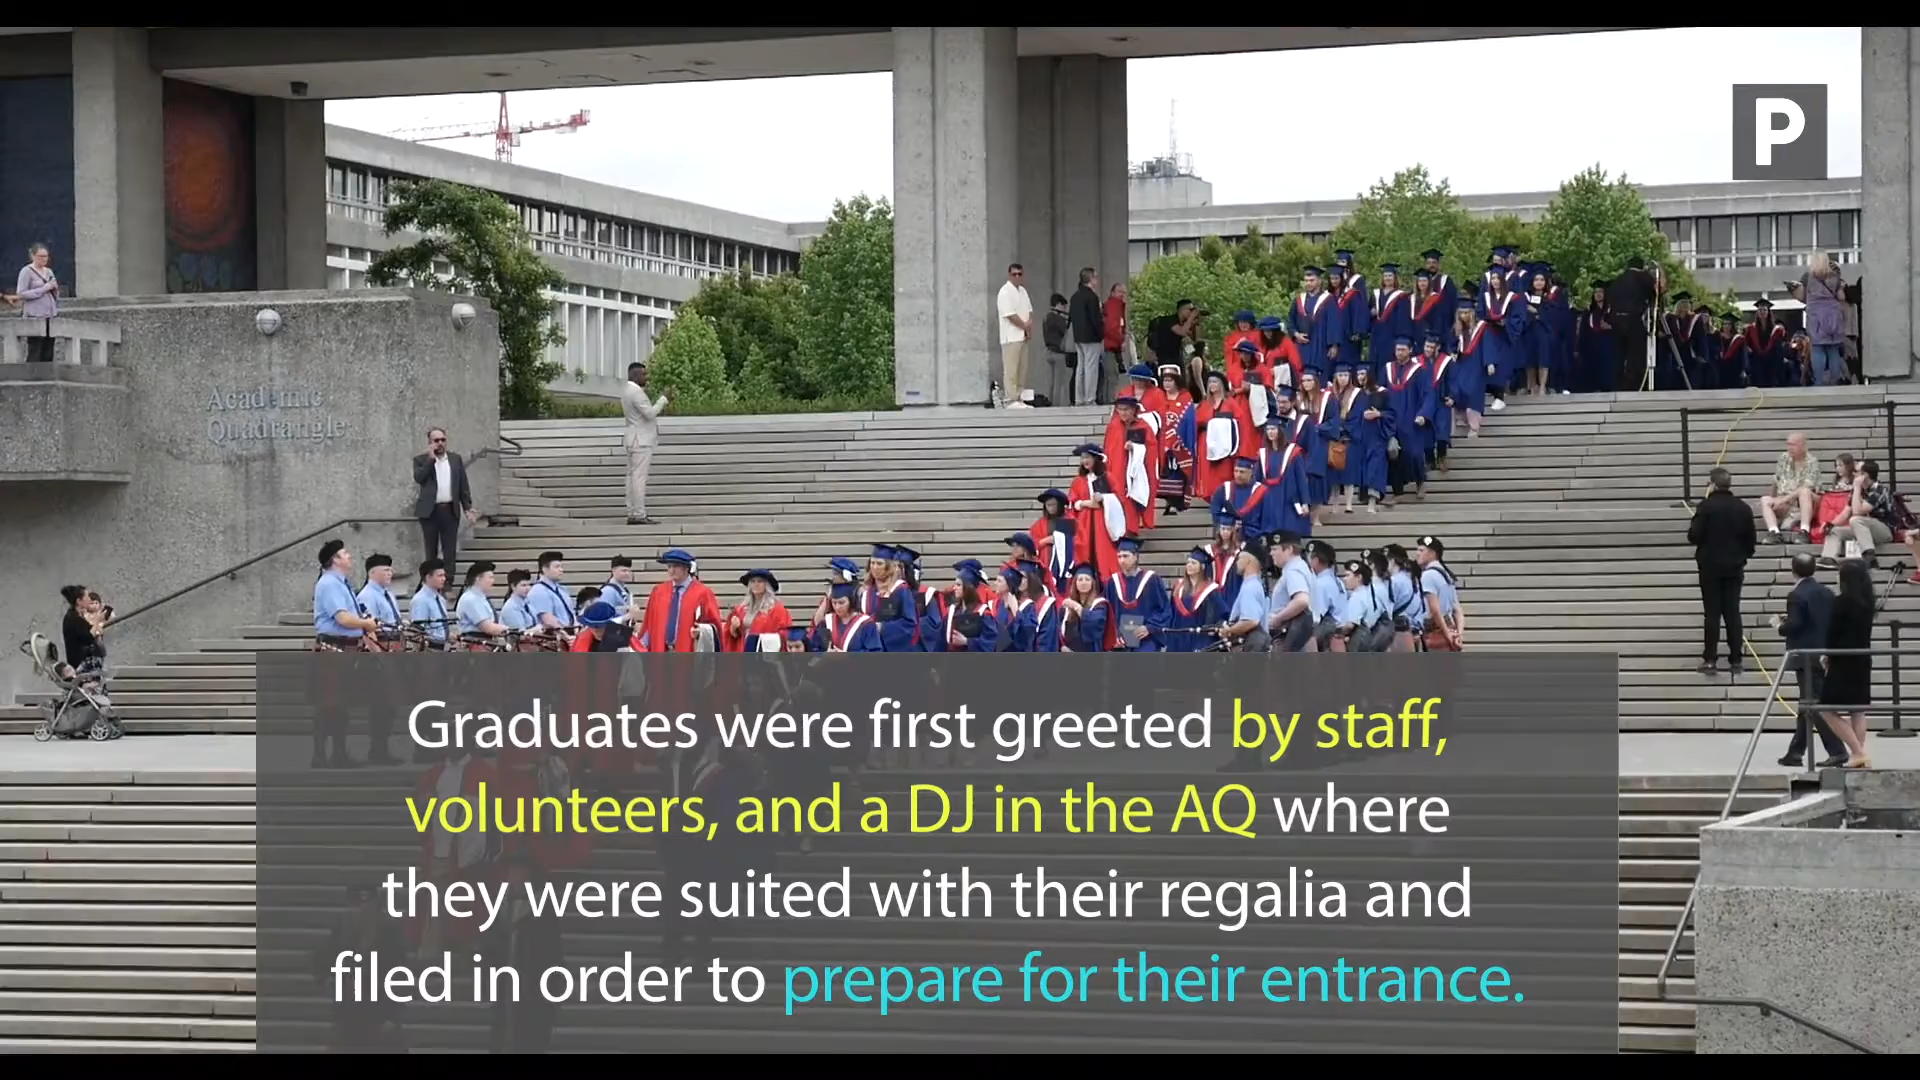 P
Academic
Quadrangle
Graduates were first greeted by staff,
volunteers, and a DJ in the AQ where
they were suited with their regalia and
filed in order to prepare for their entrance.